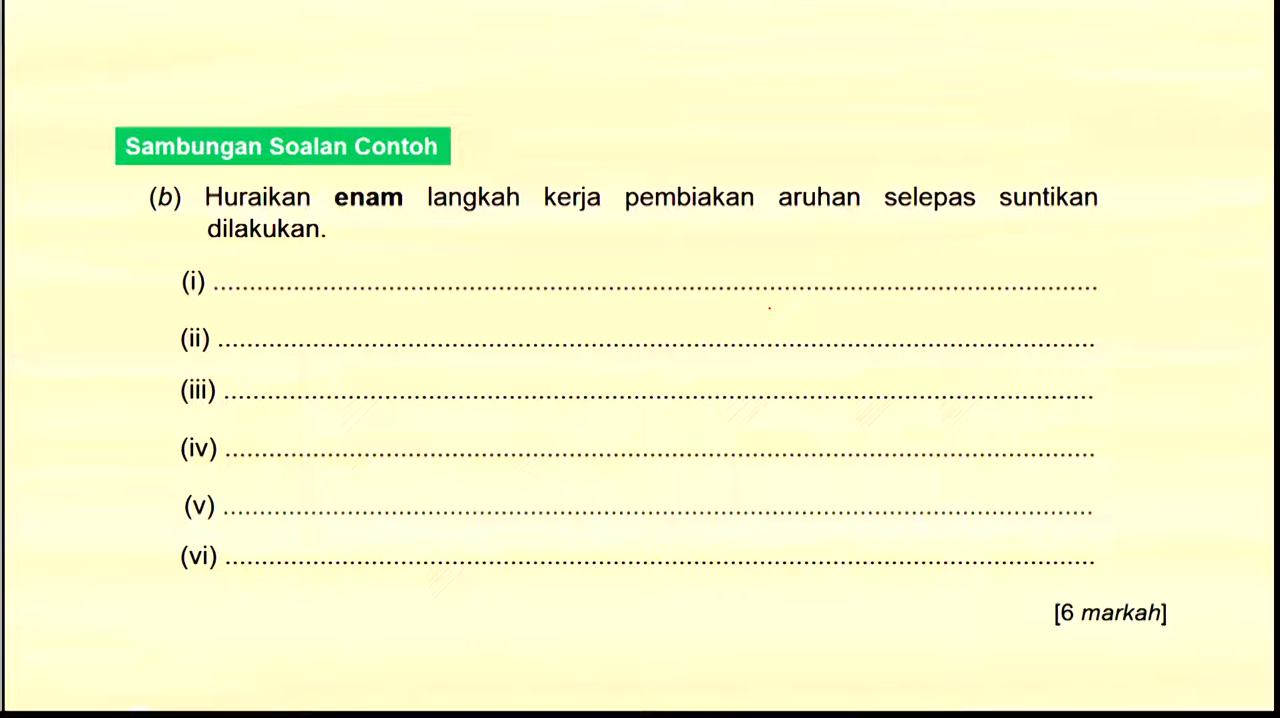 Sambungan Soalan Contoh
(b) Huraikan enam langkah kerja pembiakan aruhan selepas suntikan
dilakukan.
(i) ........................................................................................................................
(ii) ........................................................................................................................
(iii) ........................................................................................................................
(iv) ........................................................................................................................
(v) ........................................................................................................................
(vi) ........................................................................................................................
[6 markah]